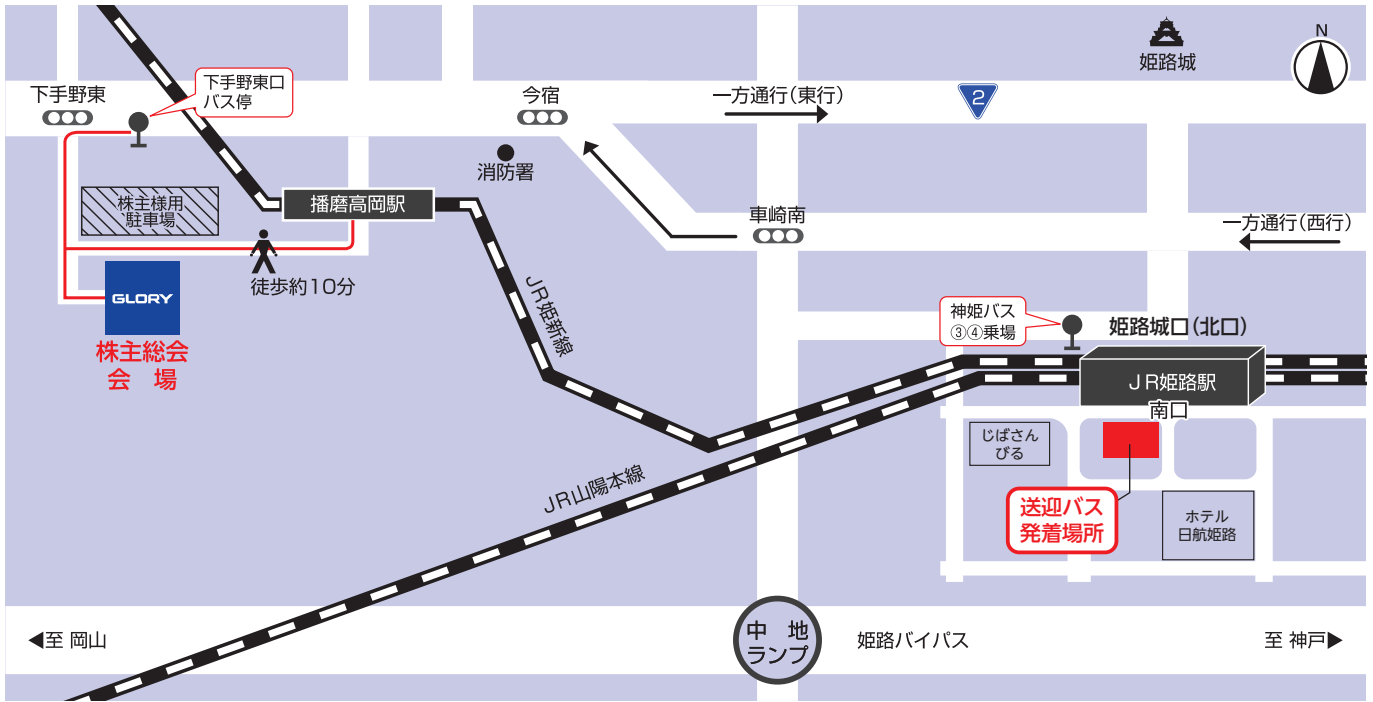 N
姫路城
下手野東口
バス停
下手野東
今宿
一方通行(東行)
2
消防署
株主様用
駐車場
播磨高岡駅
車崎南
一方通行(西行)
徒歩約10分
GLORY
株主総会
会 場
JR姫新線
神姫バス
③④乗場
姫路城口(北口)
JR姫路駅
南口
じばさん
びる
JR山陽本線
送迎バス
発着場所
ホテル
日航姫路
◀至 岡山
中 地
ランプ
姫路バイパス
至 神戸▶